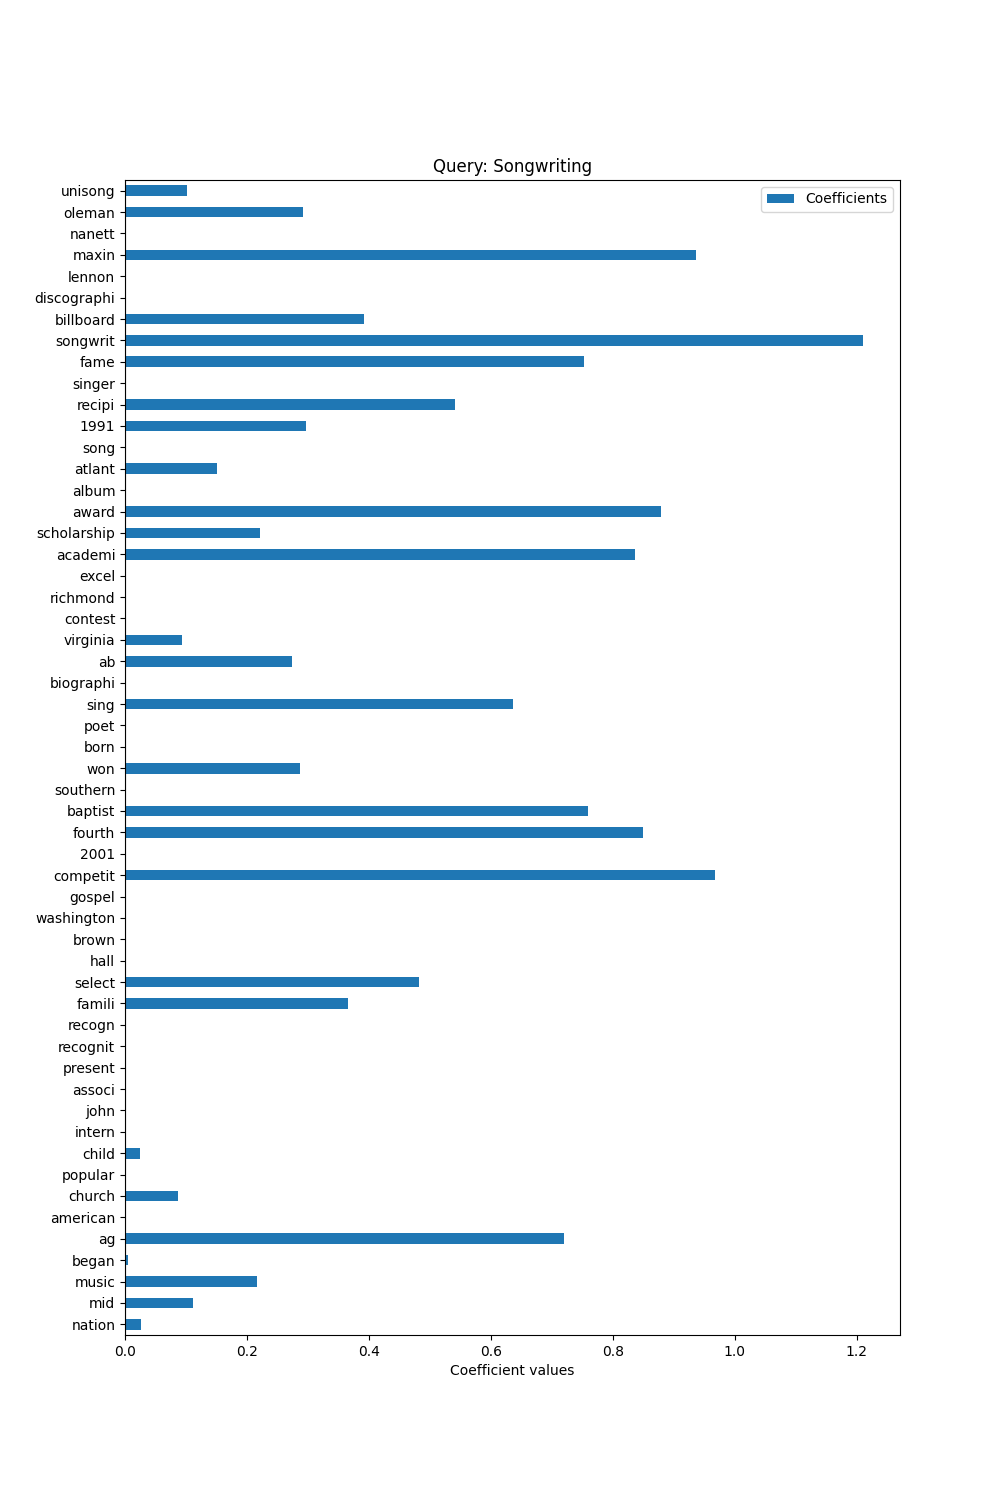 Query: Songwriting
Coefficients
unisong
oleman
nanett
maxin
lennon
discographi
billboard
songwrit
fame
singer
recipi
1991
song
atlant
album
award
scholarship
academi
excel
richmond
contest
virginia
ab
biographi
sing
poet
born
won
southern
baptist
fourth
2001
competit
gospel
washington
brown
hall
select
famili
recogn
recognit
present
associ
john
intern
child
popular
church
american
ag
began
music
mid
nation
0.0 0.2 0.4 0.6 0.8 1.0 1.2
Coefficient values